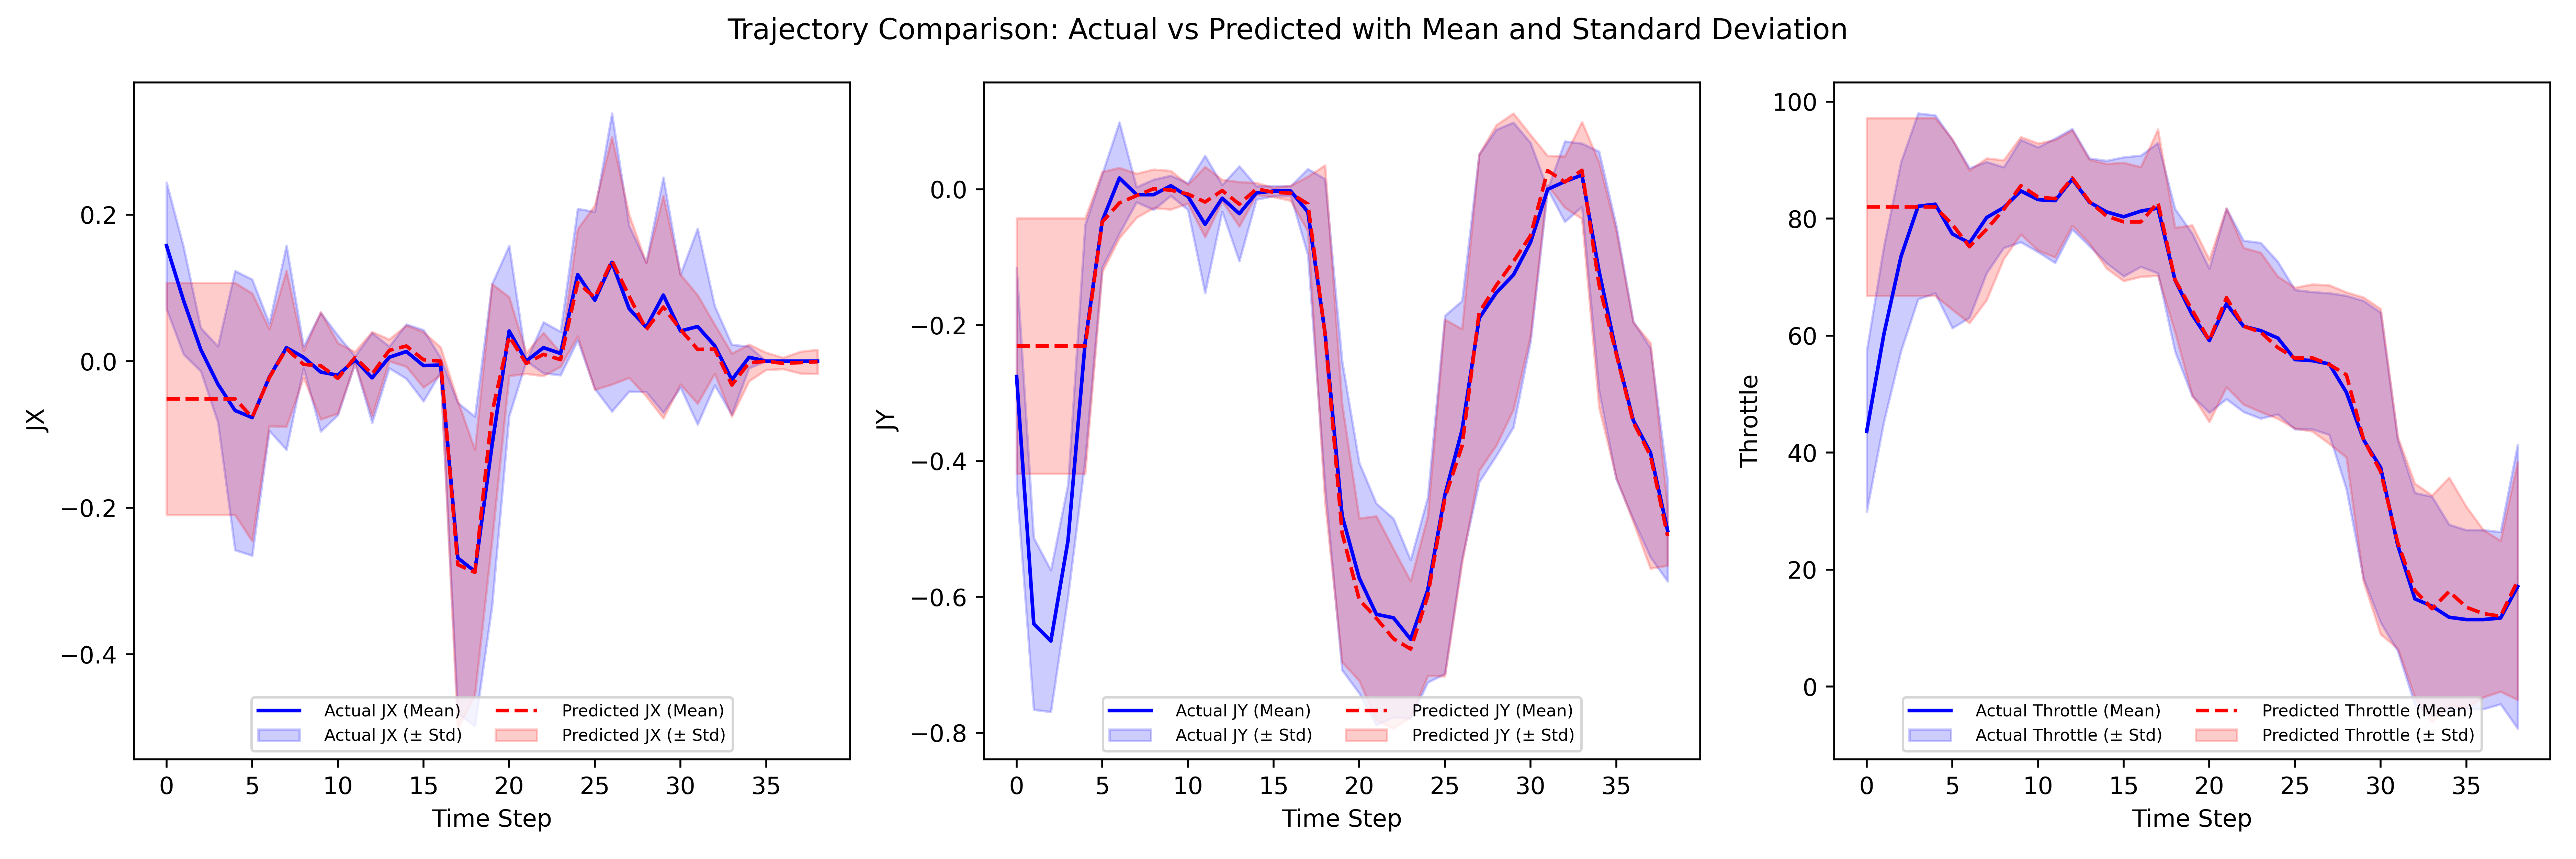 Trajectory Comparison: Actual vs Predicted with Mean and Standard Deviation
JX
0.2
0.0
−0.2
−0.4
0 5 10 15 20 25 30 35
Time Step
Actual JX (Mean)
Actual JX (± Std)
Predicted JX (Mean)
Predicted JX (± Std)
JY
0.0
−0.2
−0.4
−0.6
−0.8
0 5 10 15 20 25 30 35
Time Step
Actual JY (Mean)
Actual JY (± Std)
Predicted JY (Mean)
Predicted JY (± Std)
Throttle
100
80
60
40
20
0
0 5 10 15 20 25 30 35
Time Step
Actual Throttle (Mean)
Actual Throttle (± Std)
Predicted Throttle (Mean)
Predicted Throttle (± Std)